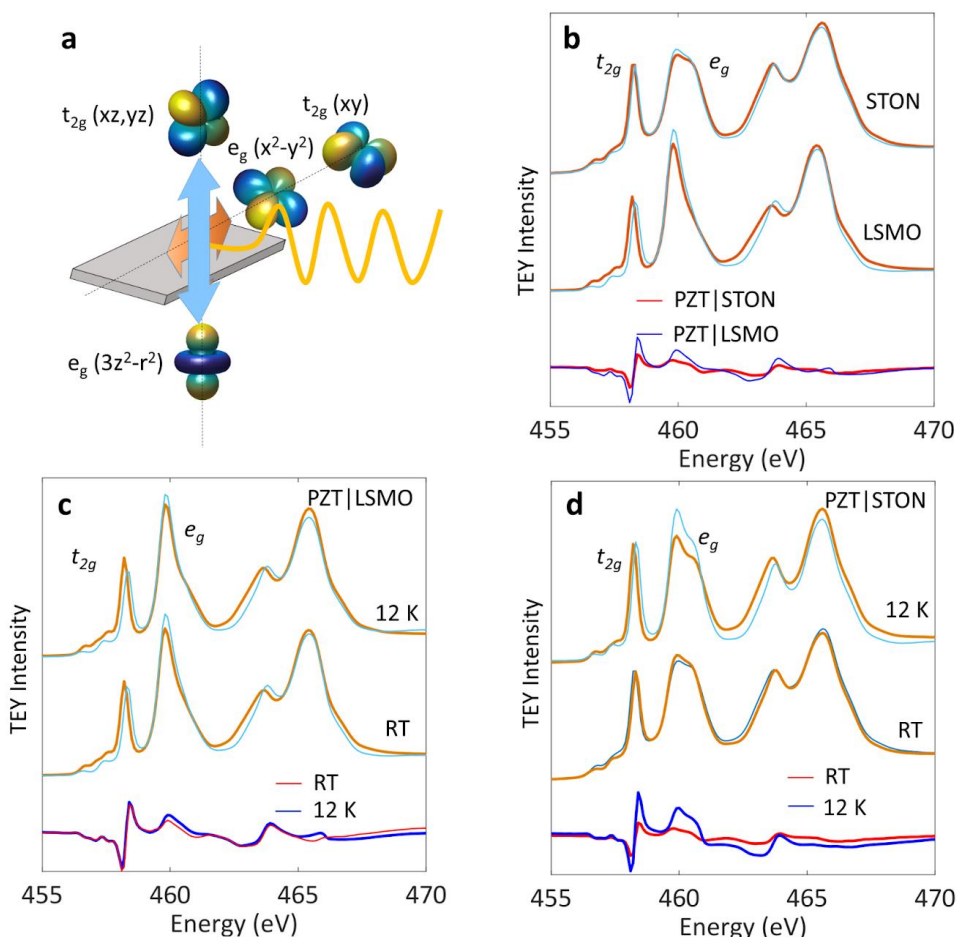 a
t2g (xz,yz)
t2g (xy)
eg (x²-y²)
eg (3z²-r²)
b
t2g
eg
STON
LSMO
PZT|STON
PZT|LSMO
TEY Intensity
455 460 465 470
Energy (eV)
c
PZT|LSMO
t2g
eg
12 K
RT
RT
12 K
TEY Intensity
455 460 465 470
Energy (eV)
d
PZT|STON
t2g
eg
12 K
RT
RT
12 K
TEY Intensity
455 460 465 470
Energy (eV)